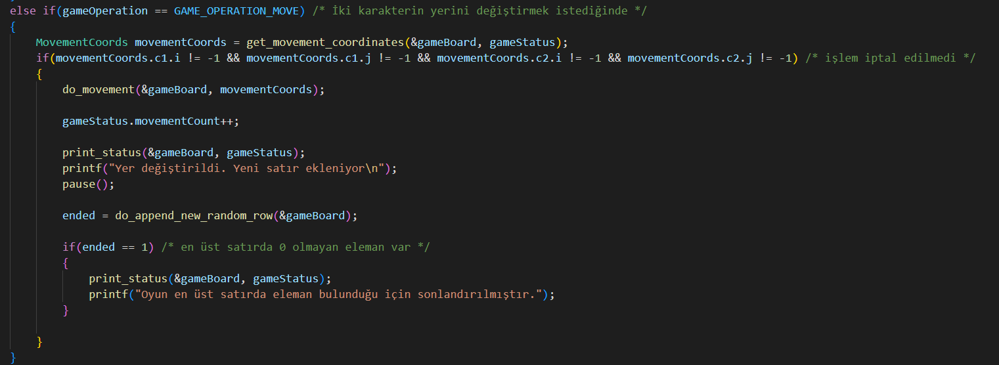 else if(gameOperation == GAME_OPERATION_MOVE) /* İki karakterin yerini değiştirmek istediğinde */
{
    MovementCoords movementCoords = get_movement_coordinates(&gameBoard, gameStatus);
    if(movementCoords.c1.i != -1 && movementCoords.c1.j != -1 && movementCoords.c2.i != -1 && movementCoords.c2.j != -1) /* işlem iptal edilmedi */
    {
        do_movement(&gameBoard, movementCoords);

        gameStatus.movementCount++;

        print_status(&gameBoard, gameStatus);
        printf("Yer değiştirildi. Yeni satır ekleniyor\n");
        pause();

        ended = do_append_new_random_row(&gameBoard);

        if(ended == 1) /* en üst satırda 0 olmayan eleman var */
        {
            print_status(&gameBoard, gameStatus);
            printf("Oyun en üst satırda eleman bulunduğu için sonlandırılmıştır.");
        }

    }
}